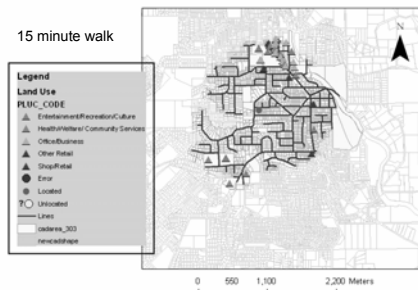 15 minute walk
N
Legend
Land Use
PLUC_CODE
Entertainment/Recreation/Culture
Health/Welfare/ Community Services
Office/Business
Other Retail
Shop/Retail
Error
Located
? Unlocated
Lines
cadarea_303
newcadshape
0 550 1,100 2,200 Meters